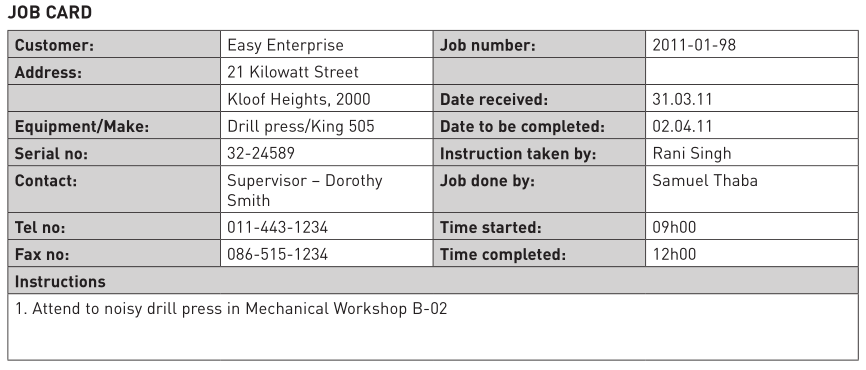 JOB CARD
Customer: Easy Enterprise Job number: 2011-01-98
Address: 21 Kilowatt Street
Kloof Heights, 2000 Date received: 31.03.11
Equipment/Make: Drill press/King 505 Date to be completed: 02.04.11
Serial no: 32-24589 Instruction taken by: Rani Singh
Contact: Supervisor – Dorothy Job done by: Samuel Thaba
Smith
Tel no: 011-443-1234 Time started: 09h00
Fax no: 086-515-1234 Time completed: 12h00
Instructions
1. Attend to noisy drill press in Mechanical Workshop B-02